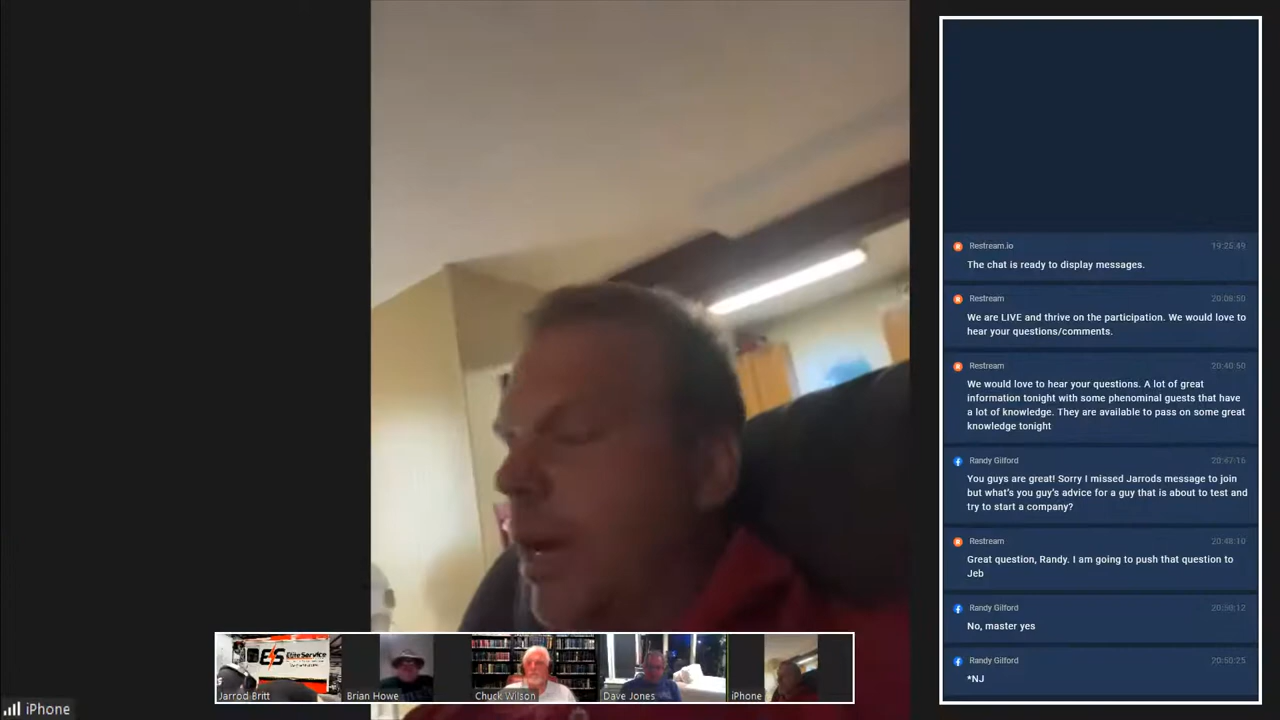 Restream.io 19:25:49
The chat is ready to display messages.
Restream 20:08:50
We are LIVE and thrive on the participation. We would love to
hear your questions/comments.
Restream 20:40:50
We would love to hear your questions. A lot of great
information tonight with some phenominal guests that have
a lot of knowledge. They are available to pass on some great
knowledge tonight
Randy Gilford 20:47:16
You guys are great! Sorry I missed Jarrods message to join
but what's you guy's advice for a guy that is about to test and
try to start a company?
Restream 20:48:10
Great question, Randy. I am going to push that question to
Jeb
Randy Gilford 20:50:12
No, master yes
Randy Gilford 20:50:25
*NJ
ES Elite Service
Jarrod Britt
Brian Howe
Chuck Wilson
Dave Jones
iPhone
iPhone